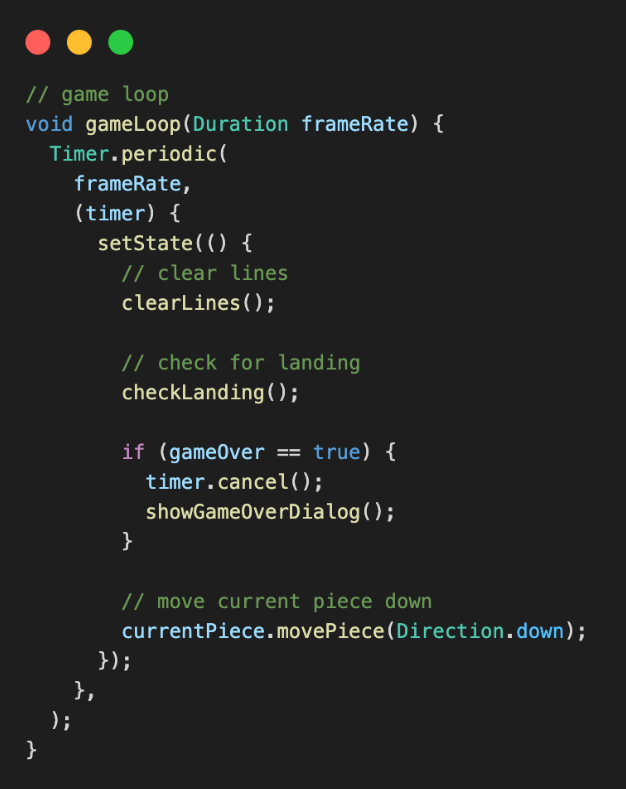 // game loop
void gameLoop(Duration frameRate) {
  Timer.periodic(
    frameRate,
    (timer) {
      setState(() {
        // clear lines
        clearLines();

        // check for landing
        checkLanding();

        if (gameOver == true) {
          timer.cancel();
          showGameOverDialog();
        }

        // move current piece down
        currentPiece.movePiece(Direction.down);
      });
    },
  );
}